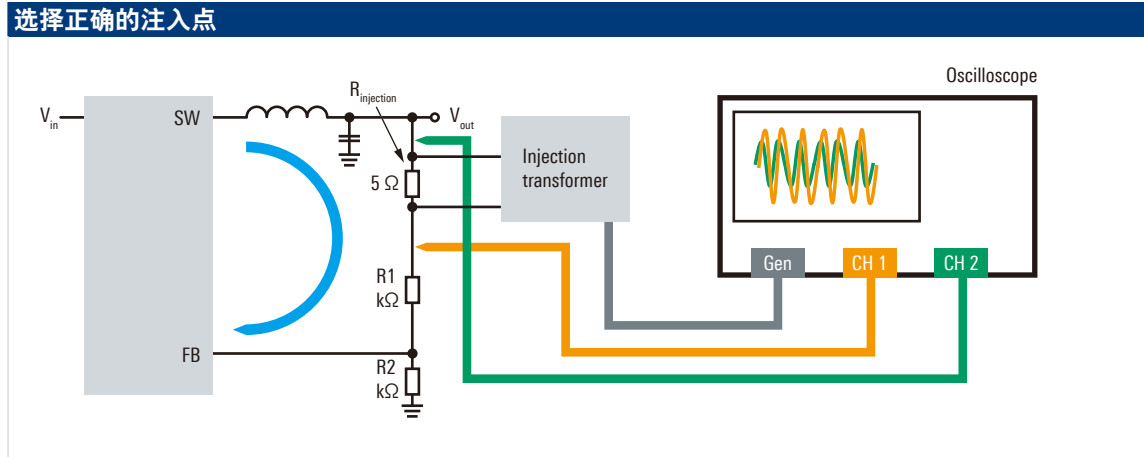 选择正确的注入点
Oscilloscope
R_injection
V_in
SW
V_out
Injection
transformer
5 Ω
Gen
CH 1
CH 2
R1
kΩ
FB
R2
kΩ